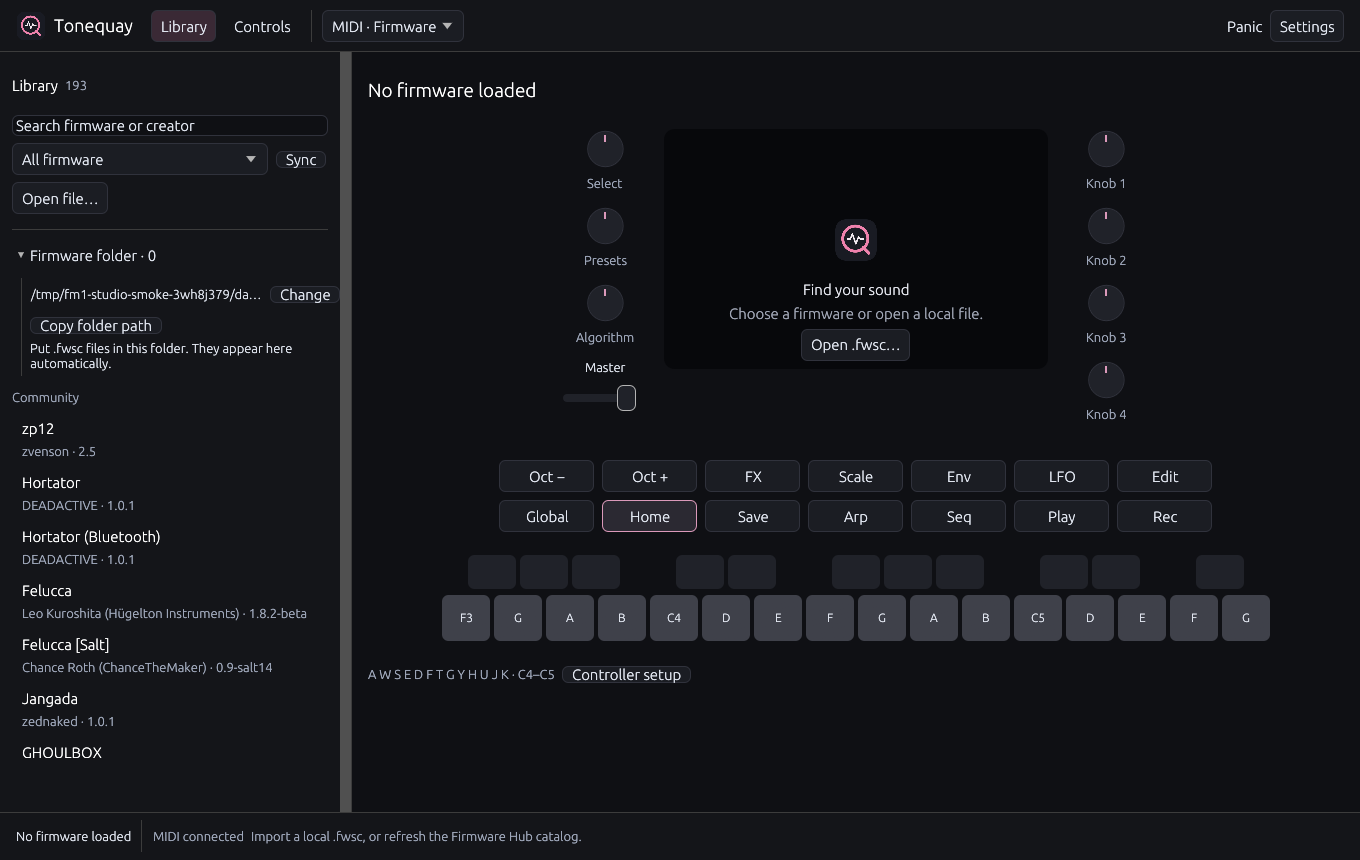 Tonequay
Library
Controls
MIDI · Firmware
Panic
Settings
Library 193
Search firmware or creator
All firmware
Sync
Open file…
Firmware folder · 0
/tmp/fm1-studio-smoke-3wh8j379/da…
Change
Copy folder path
Put .fwsc files in this folder. They appear here
automatically.
Community
zp12
zvenson · 2.5
Hortator
DEADACTIVE · 1.0.1
Hortator (Bluetooth)
DEADACTIVE · 1.0.1
Felucca
Leo Kuroshita (Hügelton Instruments) · 1.8.2-beta
Felucca [Salt]
Chance Roth (ChanceTheMaker) · 0.9-salt14
Jangada
zednaked · 1.0.1
GHOULBOX
No firmware loaded
Select
Presets
Algorithm
Master
Find your sound
Choose a firmware or open a local file.
Open .fwsc…
Knob 1
Knob 2
Knob 3
Knob 4
Oct – Oct + FX Scale Env LFO Edit
Global Home Save Arp Seq Play Rec
F3 G A B C4 D E F G A B C5 D E F G
A W S E D F T G Y H U J K · C4–C5
Controller setup
No firmware loaded
MIDI connected Import a local .fwsc, or refresh the Firmware Hub catalog.